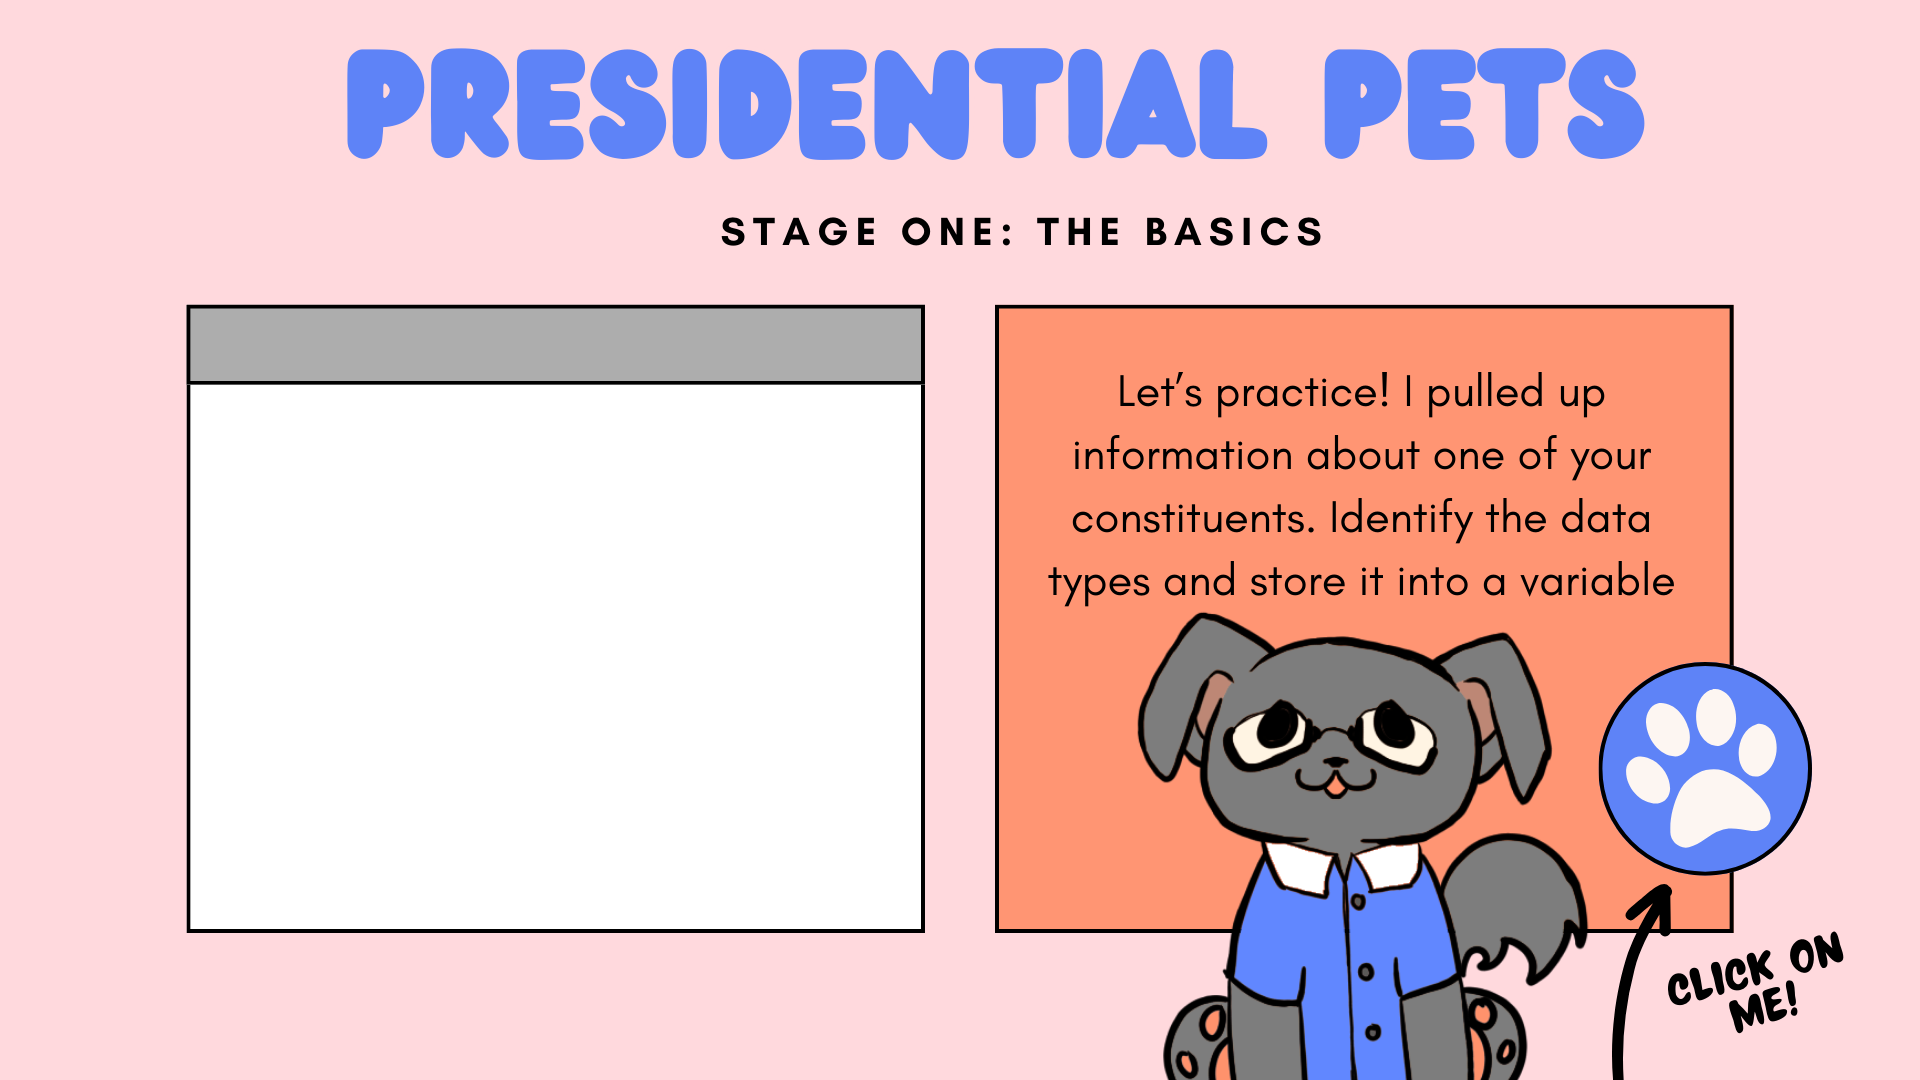 PRESIDENTIAL PETS
STAGE ONE: THE BASICS
Let’s practice! I pulled up
information about one of your
constituents. Identify the data
types and store it into a variable
CLICK ON
ME!